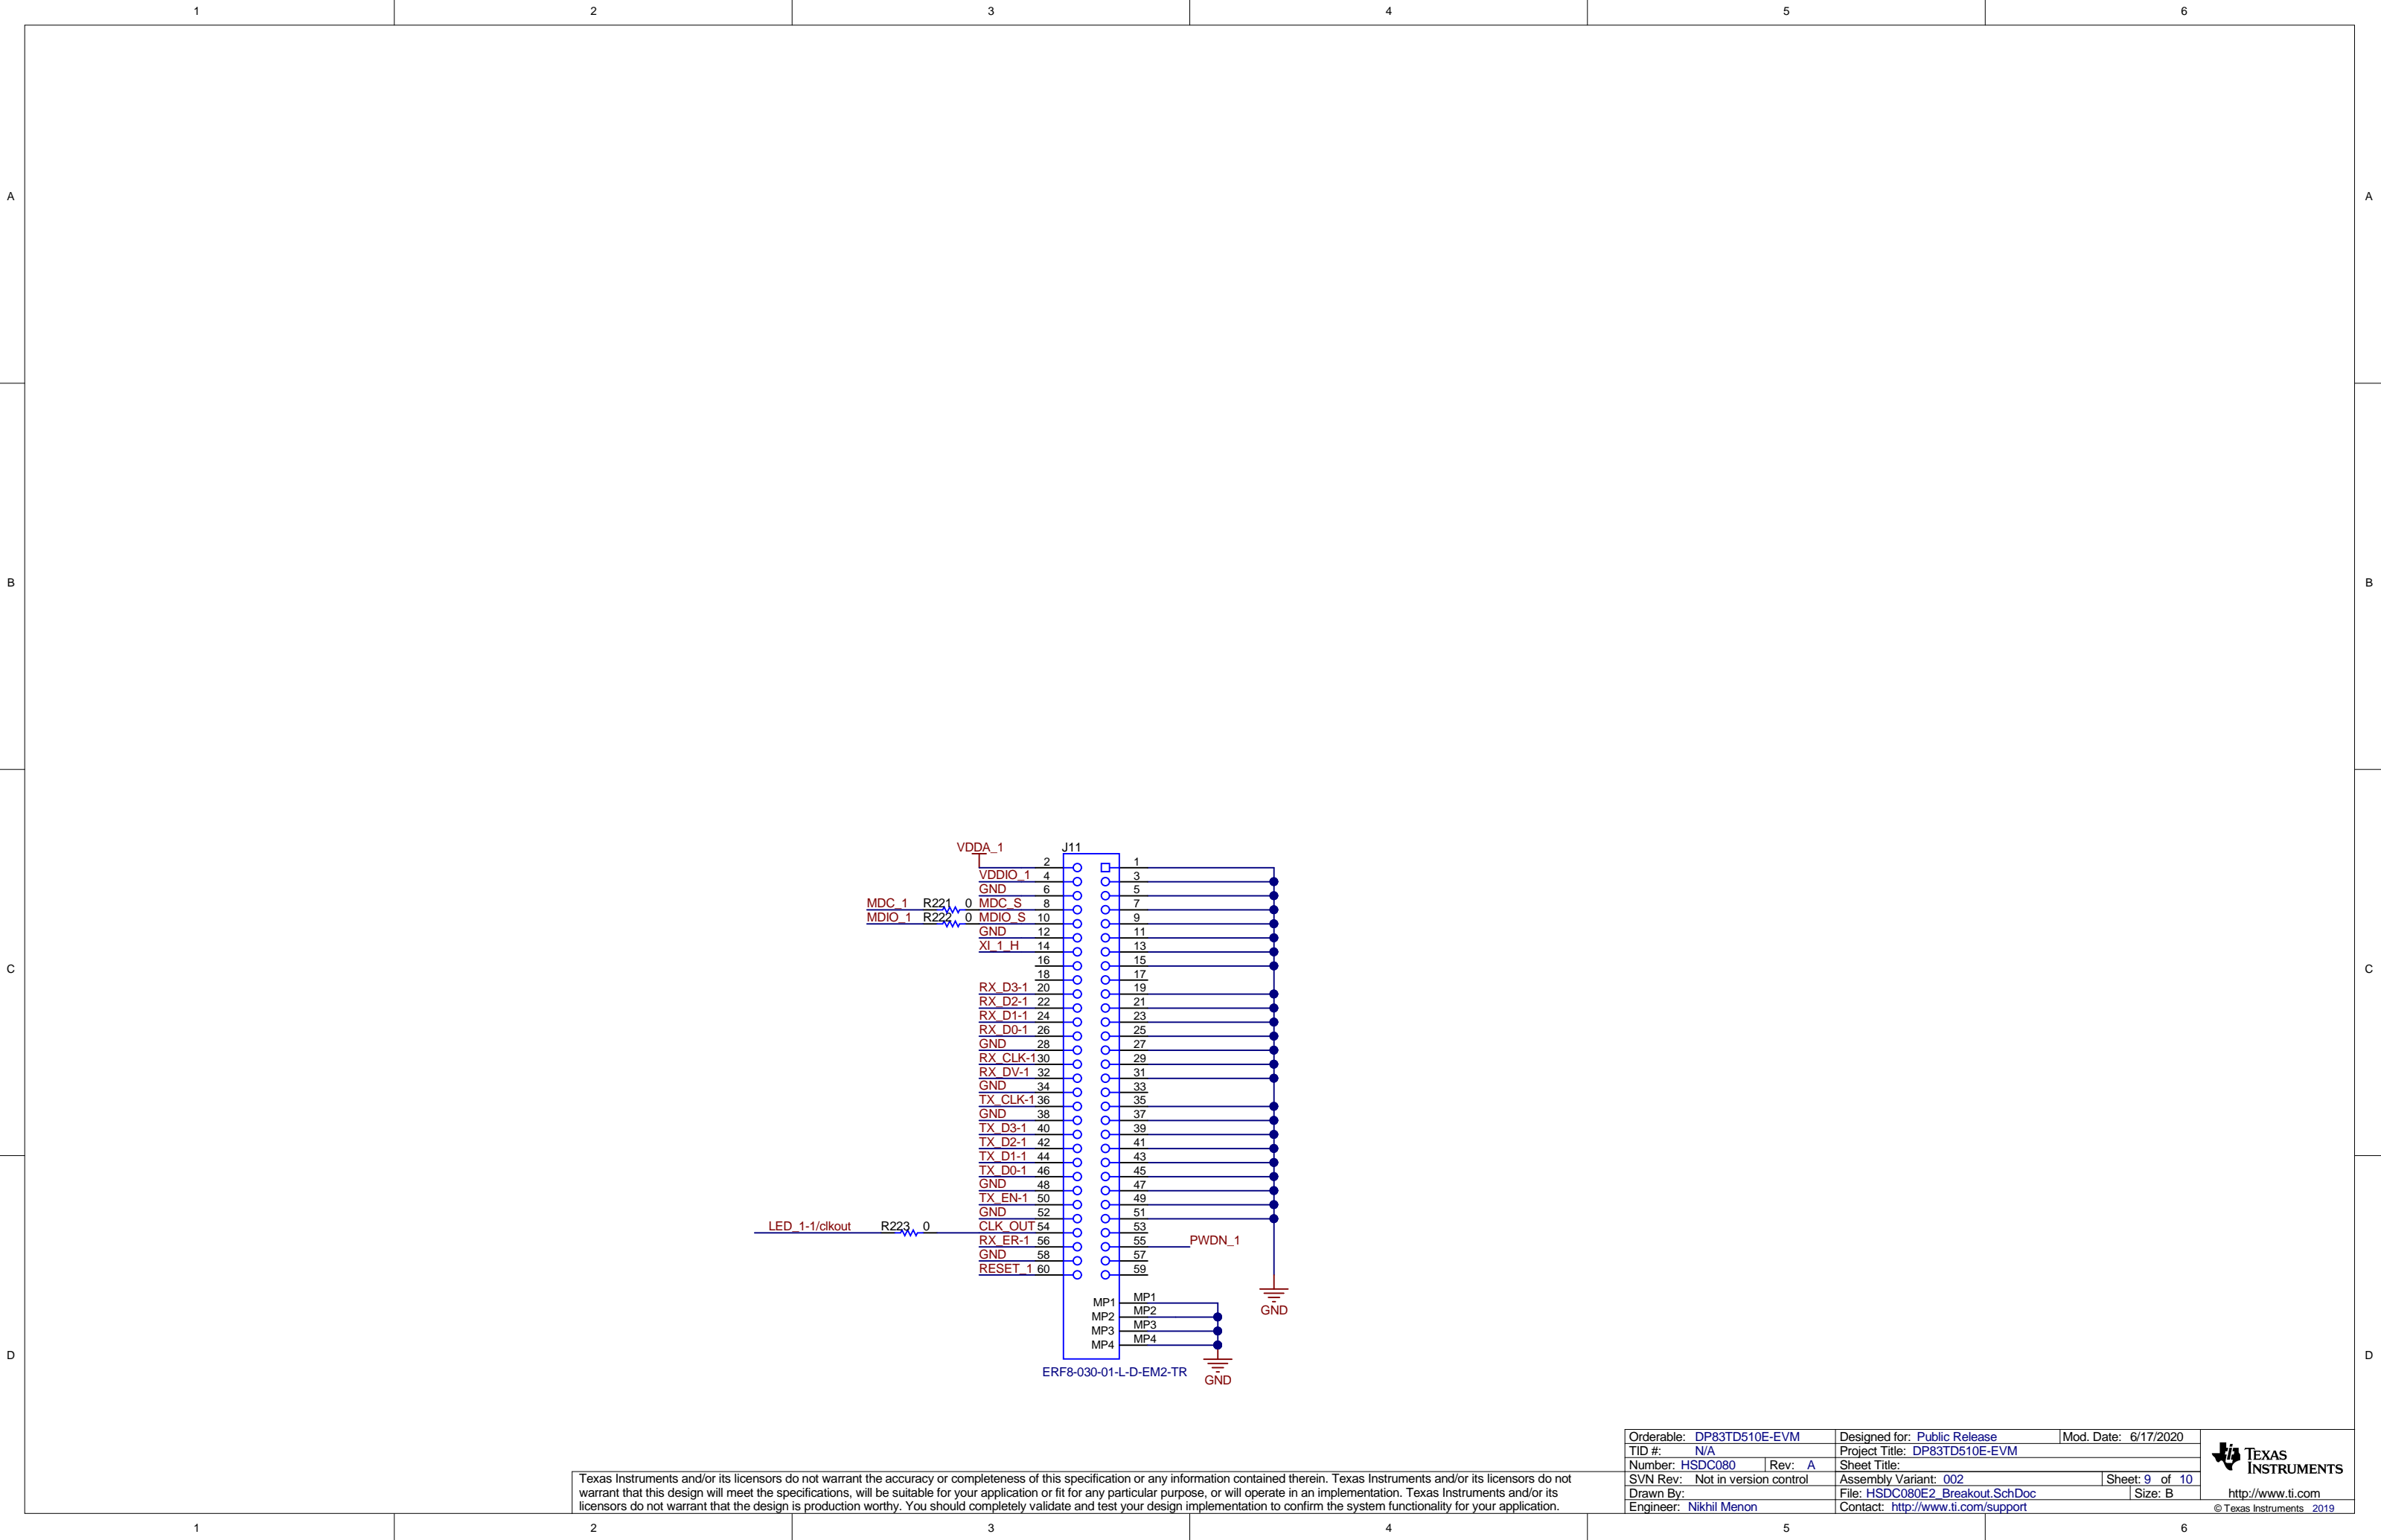 1 2 3 4 5 6
A A
B B
C C
D D
VDDA_1 J11
2 1
VDDIO_1 4 3
GND 6 5
MDC_1 R221 0 MDC_S 8 7
MDIO_1 R222 0 MDIO_S 10 9
GND 12 11
XI_1_H 14 13
16 15
18 17
RX_D3-1 20 19
RX_D2-1 22 21
RX_D1-1 24 23
RX_D0-1 26 25
GND 28 27
RX_CLK-1 30 29
RX_DV-1 32 31
GND 34 33
TX_CLK-1 36 35
GND 38 37
TX_D3-1 40 39
TX_D2-1 42 41
TX_D1-1 44 43
TX_D0-1 46 45
GND 48 47
TX_EN-1 50 49
GND 52 51
LED_1-1/clkout R223 0 CLK_OUT 54 53
RX_ER-1 56 55 PWDN_1
GND 58 57
RESET_1 60 59
MP1 MP1
MP2 MP2
MP3 MP3
MP4 MP4
GND
ERF8-030-01-L-D-EM2-TR
GND
Texas Instruments and/or its licensors do not warrant the accuracy or completeness of this specification or any information contained therein. Texas Instruments and/or its licensors do not
warrant that this design will meet the specifications, will be suitable for your application or fit for any particular purpose, or will operate in an implementation. Texas Instruments and/or its
licensors do not warrant that the design is production worthy. You should completely validate and test your design implementation to confirm the system functionality for your application.
Orderable: DP83TD510E-EVM Designed for: Public Release Mod. Date: 6/17/2020
TID #: N/A Project Title: DP83TD510E-EVM
Number: HSDC080 Rev: A Sheet Title:
SVN Rev: Not in version control Assembly Variant: 002 Sheet: 9 of 10
Drawn By: File: HSDC080E2_Breakout.SchDoc Size: B
Engineer: Nikhil Menon Contact: http://www.ti.com/support
TEXAS
INSTRUMENTS
http://www.ti.com
© Texas Instruments 2019
1 2 3 4 5 6